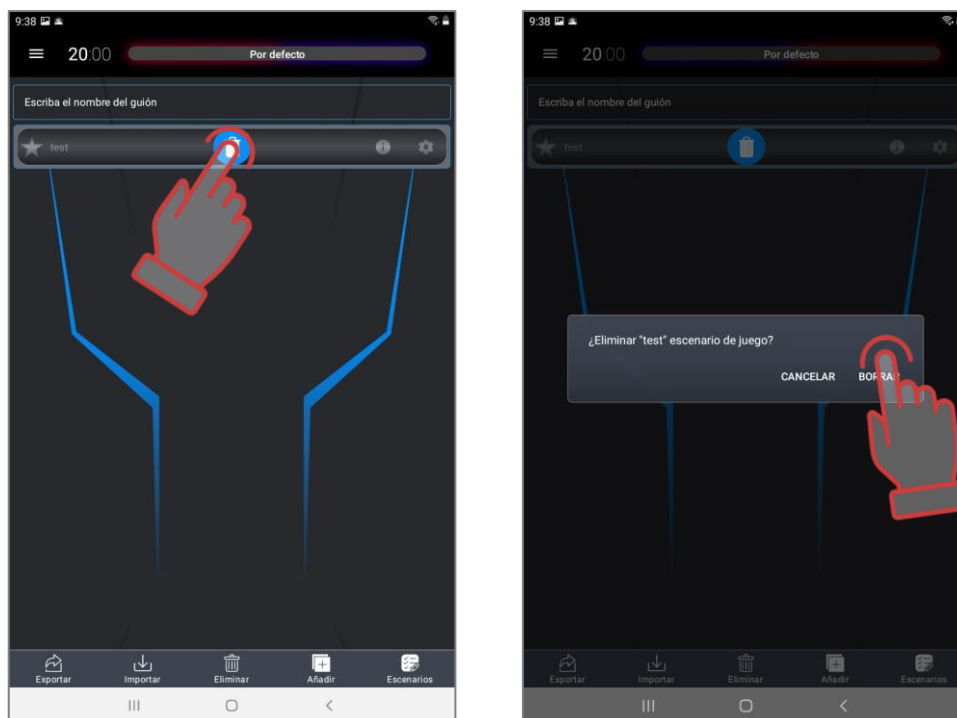 9:38
20:00 Por defecto
Escriba el nombre del guión
test
Exportar Importar Eliminar Añadir Escenarios
9:38
20:00 Por defecto
Escriba el nombre del guión
test
¿Eliminar "test" escenario de juego?
CANCELAR BORRAR
Exportar Importar Eliminar Añadir Escenarios